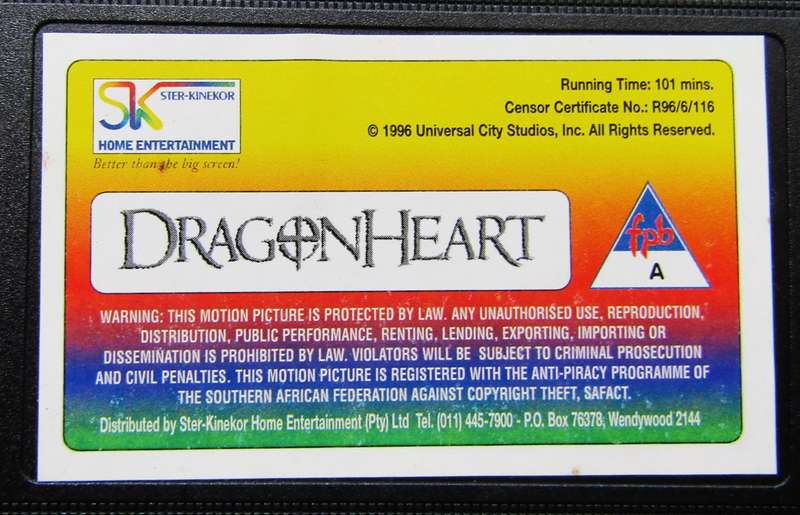 SK STER-KINEKOR
HOME ENTERTAINMENT
Better than the big screen!
Running Time: 101 mins.
Censor Certificate No.: R96/6/116
© 1996 Universal City Studios, Inc. All Rights Reserved.
DRAGONHEART
fpb
A
WARNING: THIS MOTION PICTURE IS PROTECTED BY LAW. ANY UNAUTHORISED USE, REPRODUCTION,
DISTRIBUTION, PUBLIC PERFORMANCE, RENTING, LENDING, EXPORTING, IMPORTING OR
DISSEMINATION IS PROHIBITED BY LAW. VIOLATORS WILL BE SUBJECT TO CRIMINAL PROSECUTION
AND CIVIL PENALTIES. THIS MOTION PICTURE IS REGISTERED WITH THE ANTI-PIRACY PROGRAMME OF
THE SOUTHERN AFRICAN FEDERATION AGAINST COPYRIGHT THEFT, SAFACT.
Distributed by Ster-Kinekor Home Entertainment (Pty) Ltd Tel. (011) 445-7900 - P.O. Box 76378, Wendywood 2144